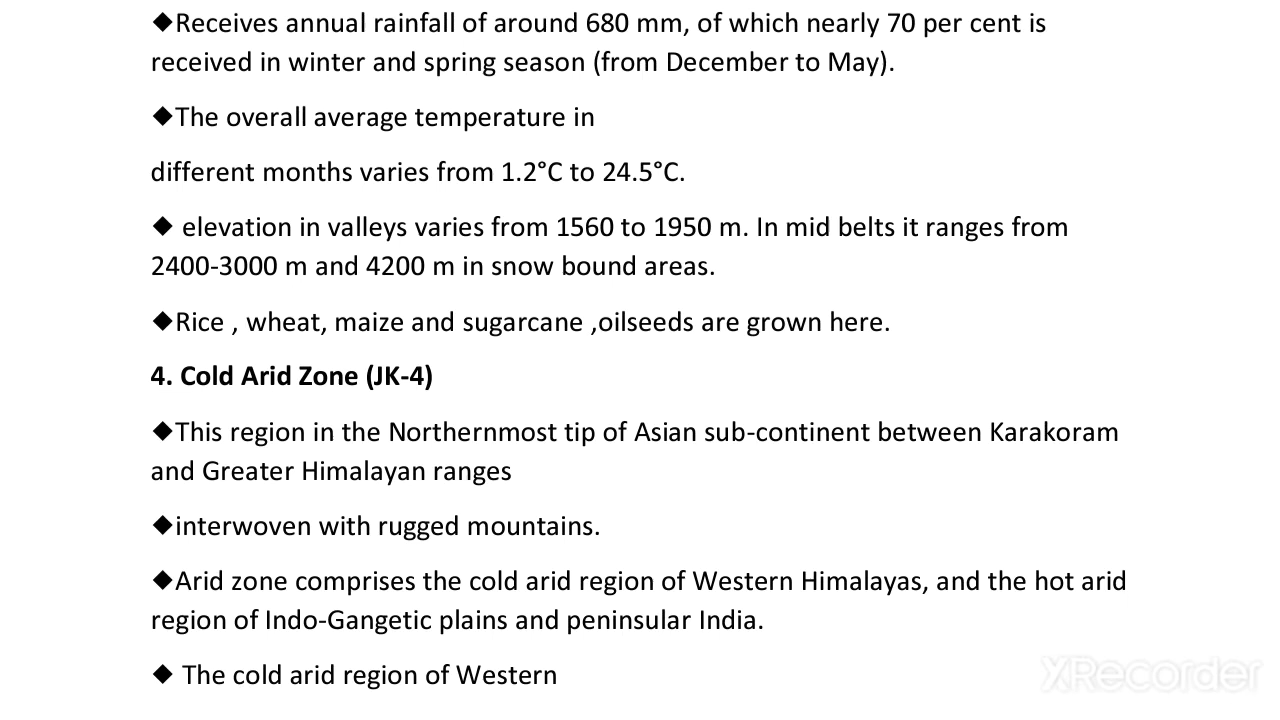 ◆Receives annual rainfall of around 680 mm, of which nearly 70 per cent is
received in winter and spring season (from December to May).
◆The overall average temperature in
different months varies from 1.2°C to 24.5°C.
◆ elevation in valleys varies from 1560 to 1950 m. In mid belts it ranges from
2400-3000 m and 4200 m in snow bound areas.
◆Rice , wheat, maize and sugarcane ,oilseeds are grown here.
4. Cold Arid Zone (JK-4)
◆This region in the Northernmost tip of Asian sub-continent between Karakoram
and Greater Himalayan ranges
◆interwoven with rugged mountains.
◆Arid zone comprises the cold arid region of Western Himalayas, and the hot arid
region of Indo-Gangetic plains and peninsular India.
◆ The cold arid region of Western
XRecorder